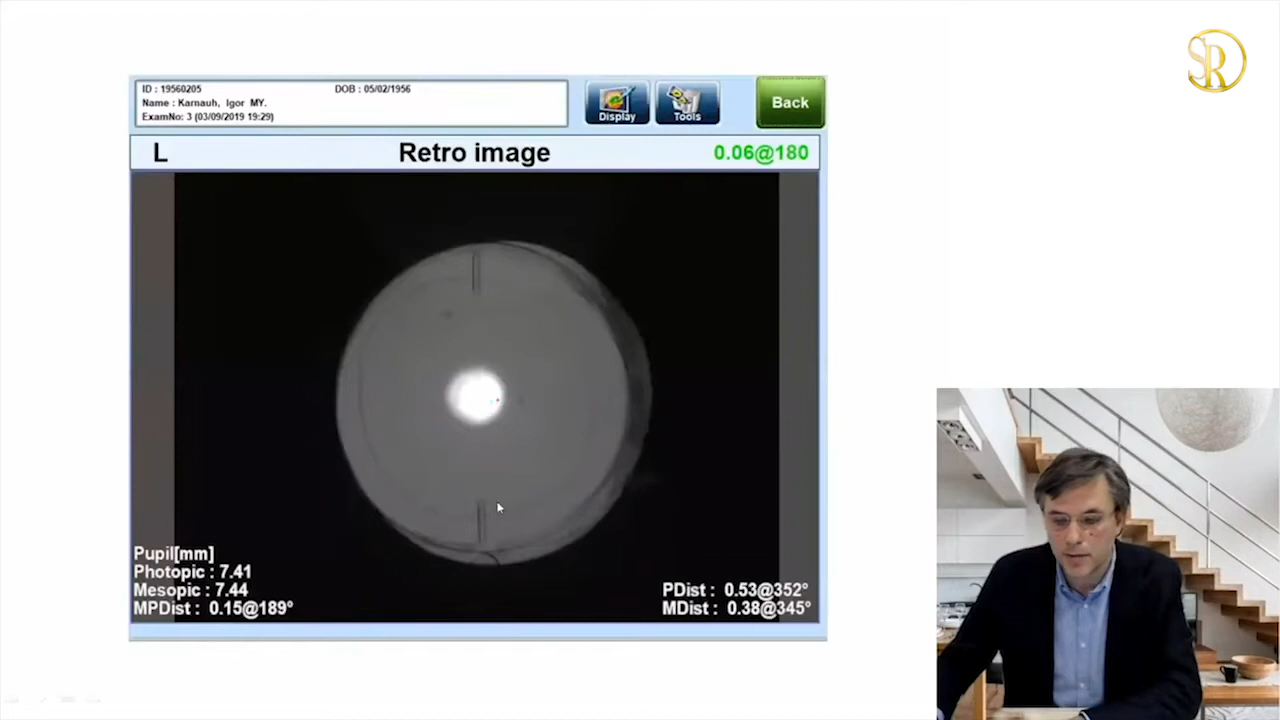 SR
ID : 19560205 DOB : 05/02/1956
Name : Karnauh, Igor MY.
ExamNo: 3 (03/09/2019 19:29)
Display
Tools
Back
L
Retro image
0.06@180
Pupil[mm]
Photopic : 7.41
Mesopic : 7.44
MPDist : 0.15@189°
PDist : 0.53@352°
MDist : 0.38@345°